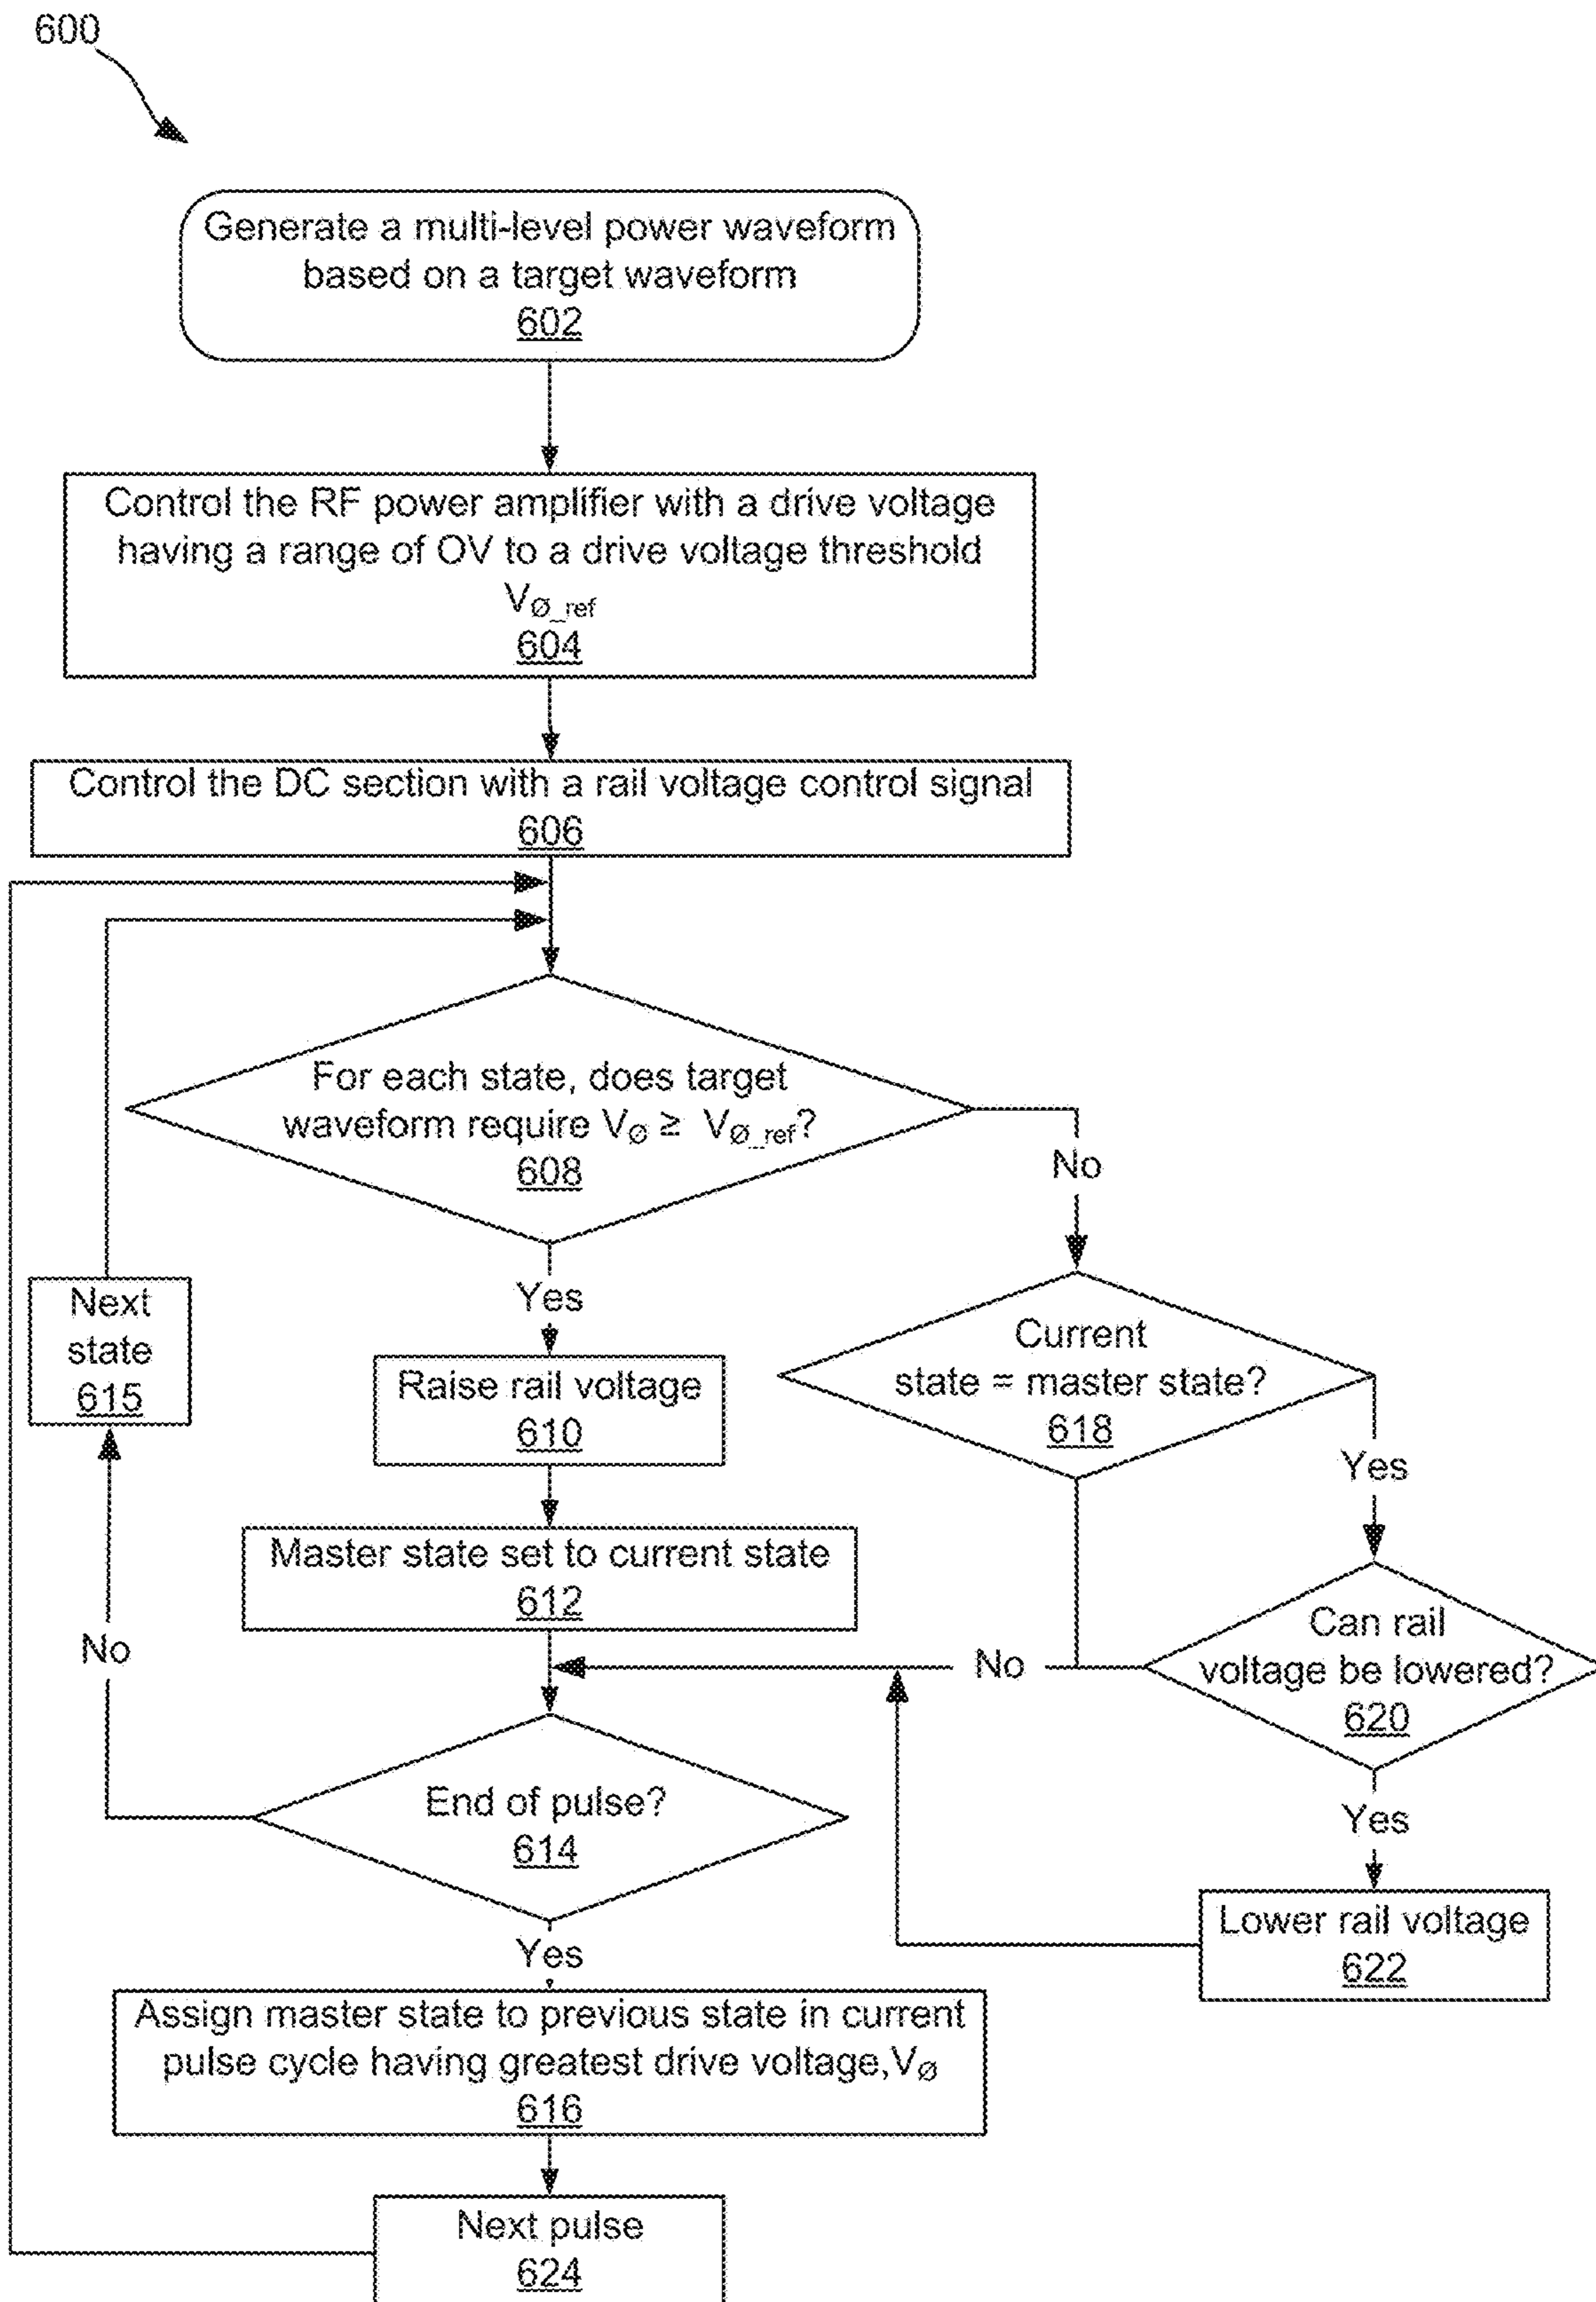 600
Generate a multi-level power waveform
based on a target waveform
602
Control the RF power amplifier with a drive voltage
having a range of OV to a drive voltage threshold
VØ_ref
604
Control the DC section with a rail voltage control signal
606
For each state, does target
waveform require VØ ≥ VØ_ref?
608
No
Yes
Next
state
615
Raise rail voltage
610
Current
state = master state?
618
Yes
Master state set to current state
612
No
No
Can rail
voltage be lowered?
620
End of pulse?
614
Yes
Yes
Lower rail voltage
622
Assign master state to previous state in current
pulse cycle having greatest drive voltage,VØ
616
Next pulse
624